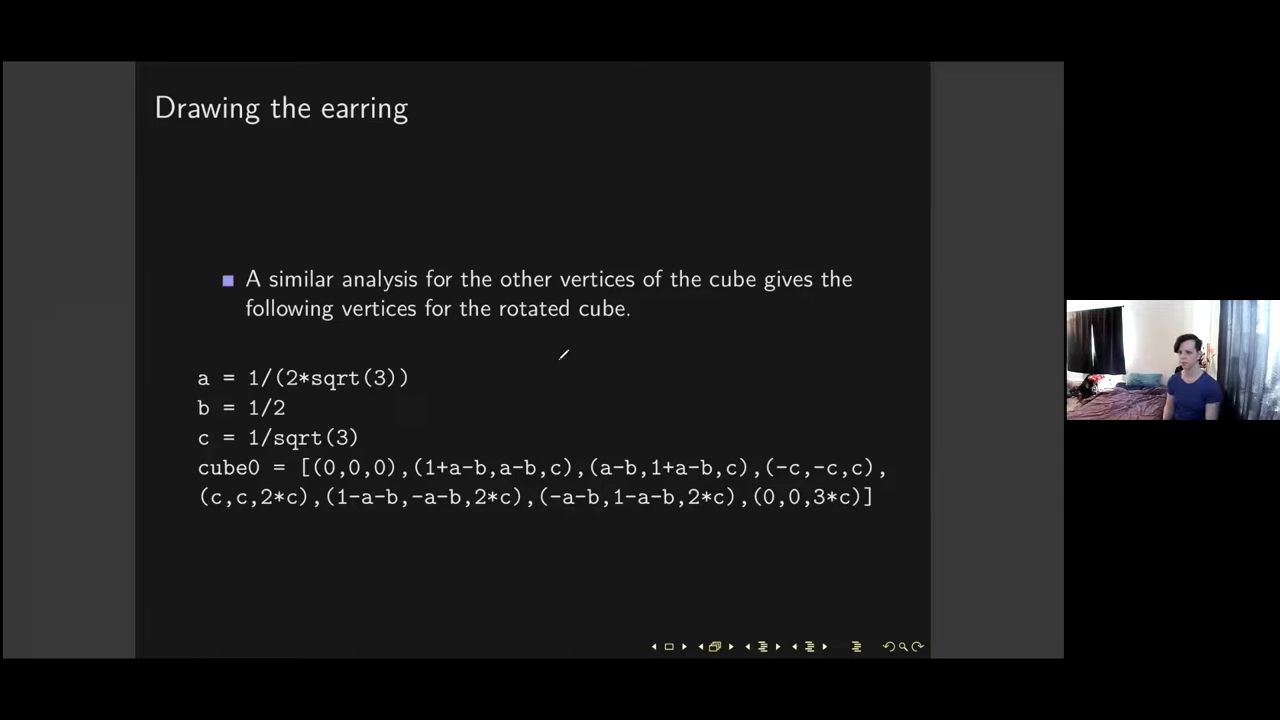 Drawing the earring
A similar analysis for the other vertices of the cube gives the
following vertices for the rotated cube.
a = 1/(2*sqrt(3))
b = 1/2
c = 1/sqrt(3)
cube0 = [(0,0,0),(1+a-b,a-b,c),(a-b,1+a-b,c),(-c,-c,c),
(c,c,2*c),(1-a-b,-a-b,2*c),(-a-b,1-a-b,2*c),(0,0,3*c)]